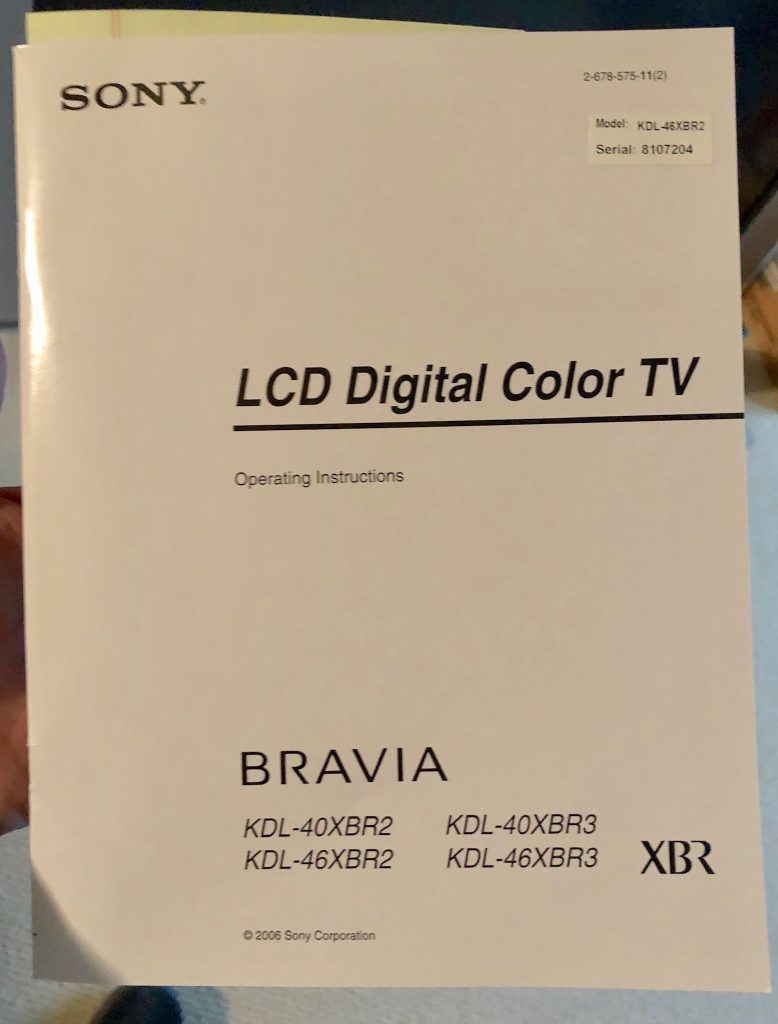 SONY®
2-678-575-11(2)
Model: KDL-46XBR2
Serial: 8107204
LCD Digital Color TV
Operating Instructions
BRAVIA
KDL-40XBR2 KDL-40XBR3
KDL-46XBR2 KDL-46XBR3
XBR
© 2006 Sony Corporation